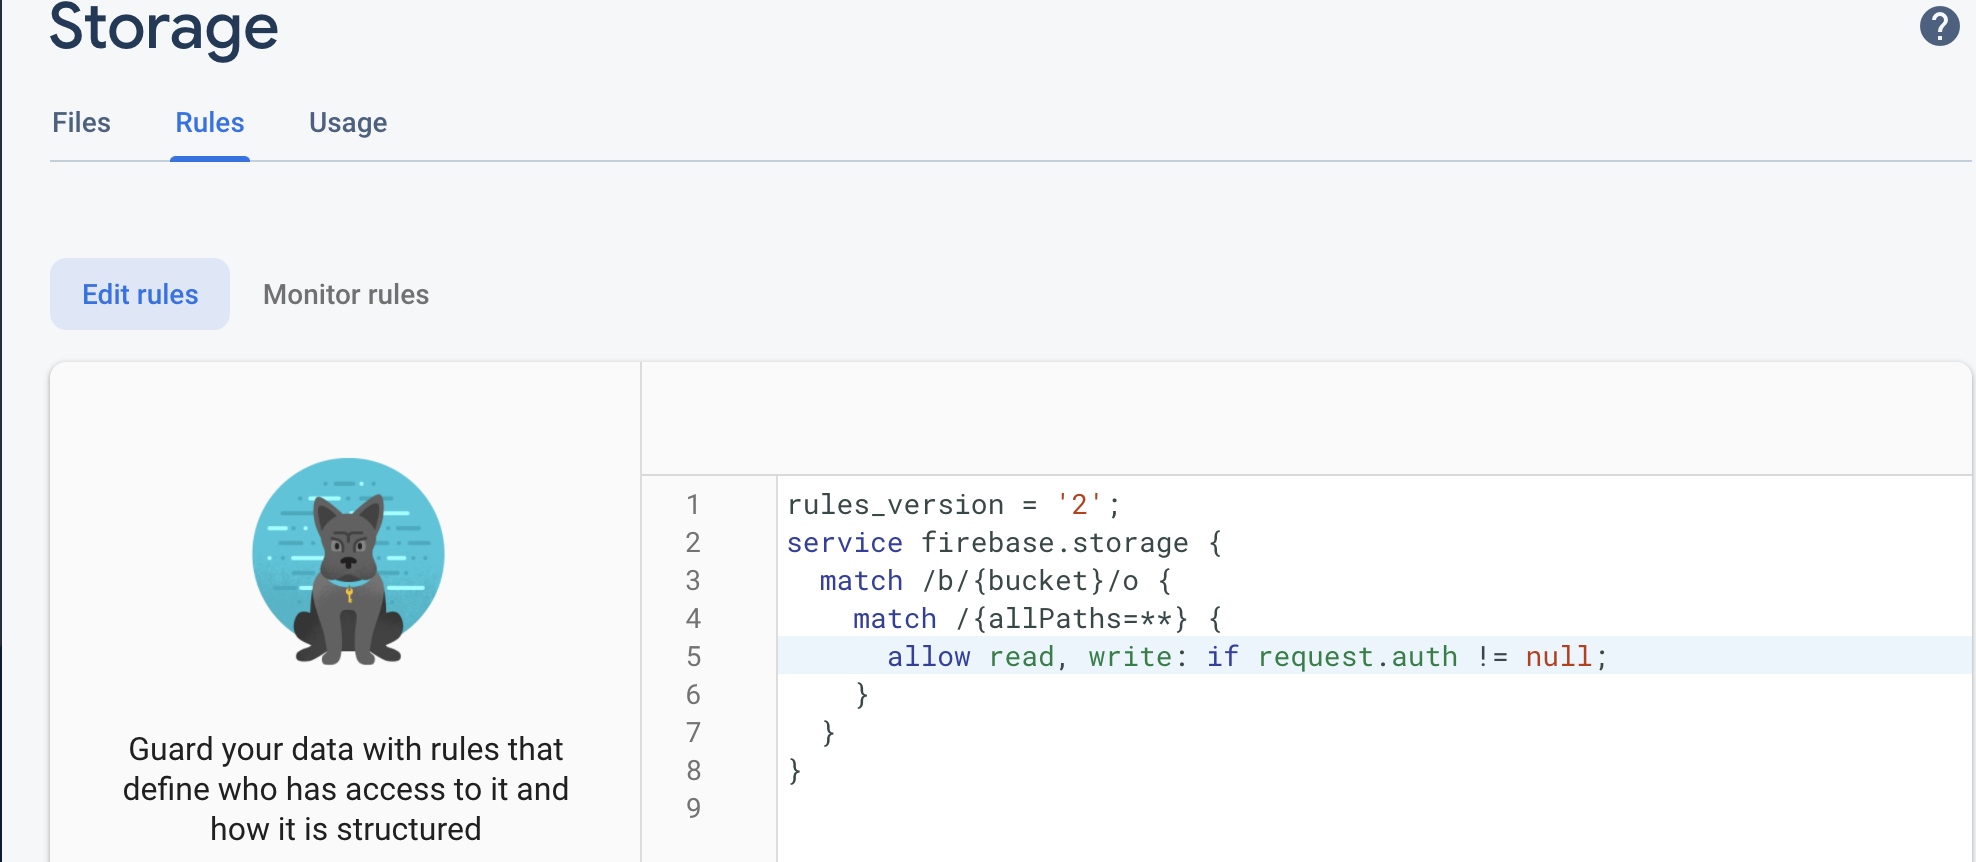 Storage
?
Files Rules Usage
Edit rules Monitor rules
Guard your data with rules that
define who has access to it and
how it is structured
1 rules_version = '2';
2 service firebase.storage {
3   match /b/{bucket}/o {
4     match /{allPaths=**} {
5       allow read, write: if request.auth != null;
6     }
7   }
8 }
9